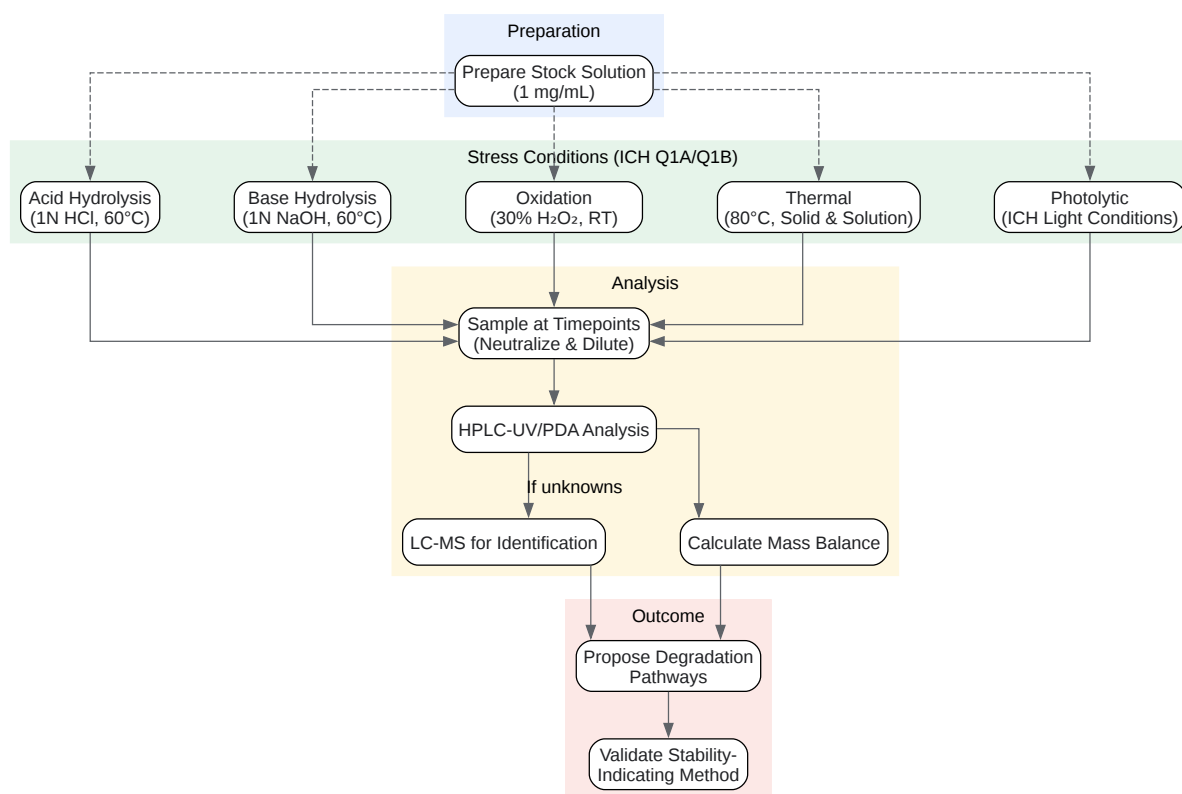 Preparation
Prepare Stock Solution
(1 mg/mL)
Stress Conditions (ICH Q1A/Q1B)
Acid Hydrolysis
(1N HCl, 60°C)
Base Hydrolysis
(1N NaOH, 60°C)
Oxidation
(30% H₂O₂, RT)
Thermal
(80°C, Solid & Solution)
Photolytic
(ICH Light Conditions)
Analysis
Sample at Timepoints
(Neutralize & Dilute)
HPLC-UV/PDA Analysis
If unknowns
LC-MS for Identification
Calculate Mass Balance
Outcome
Propose Degradation
Pathways
Validate Stability-
Indicating Method